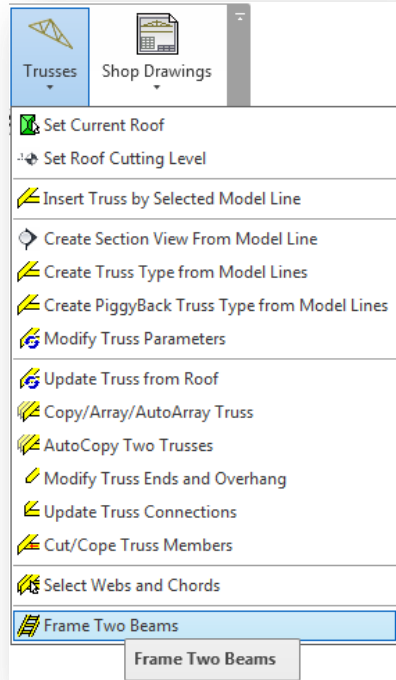 Trusses
Shop Drawings
Set Current Roof
Set Roof Cutting Level
Insert Truss by Selected Model Line
Create Section View From Model Line
Create Truss Type from Model Lines
Create PiggyBack Truss Type from Model Lines
Modify Truss Parameters
Update Truss from Roof
Copy/Array/AutoArray Truss
AutoCopy Two Trusses
Modify Truss Ends and Overhang
Update Truss Connections
Cut/Cope Truss Members
Select Webs and Chords
Frame Two Beams
Frame Two Beams